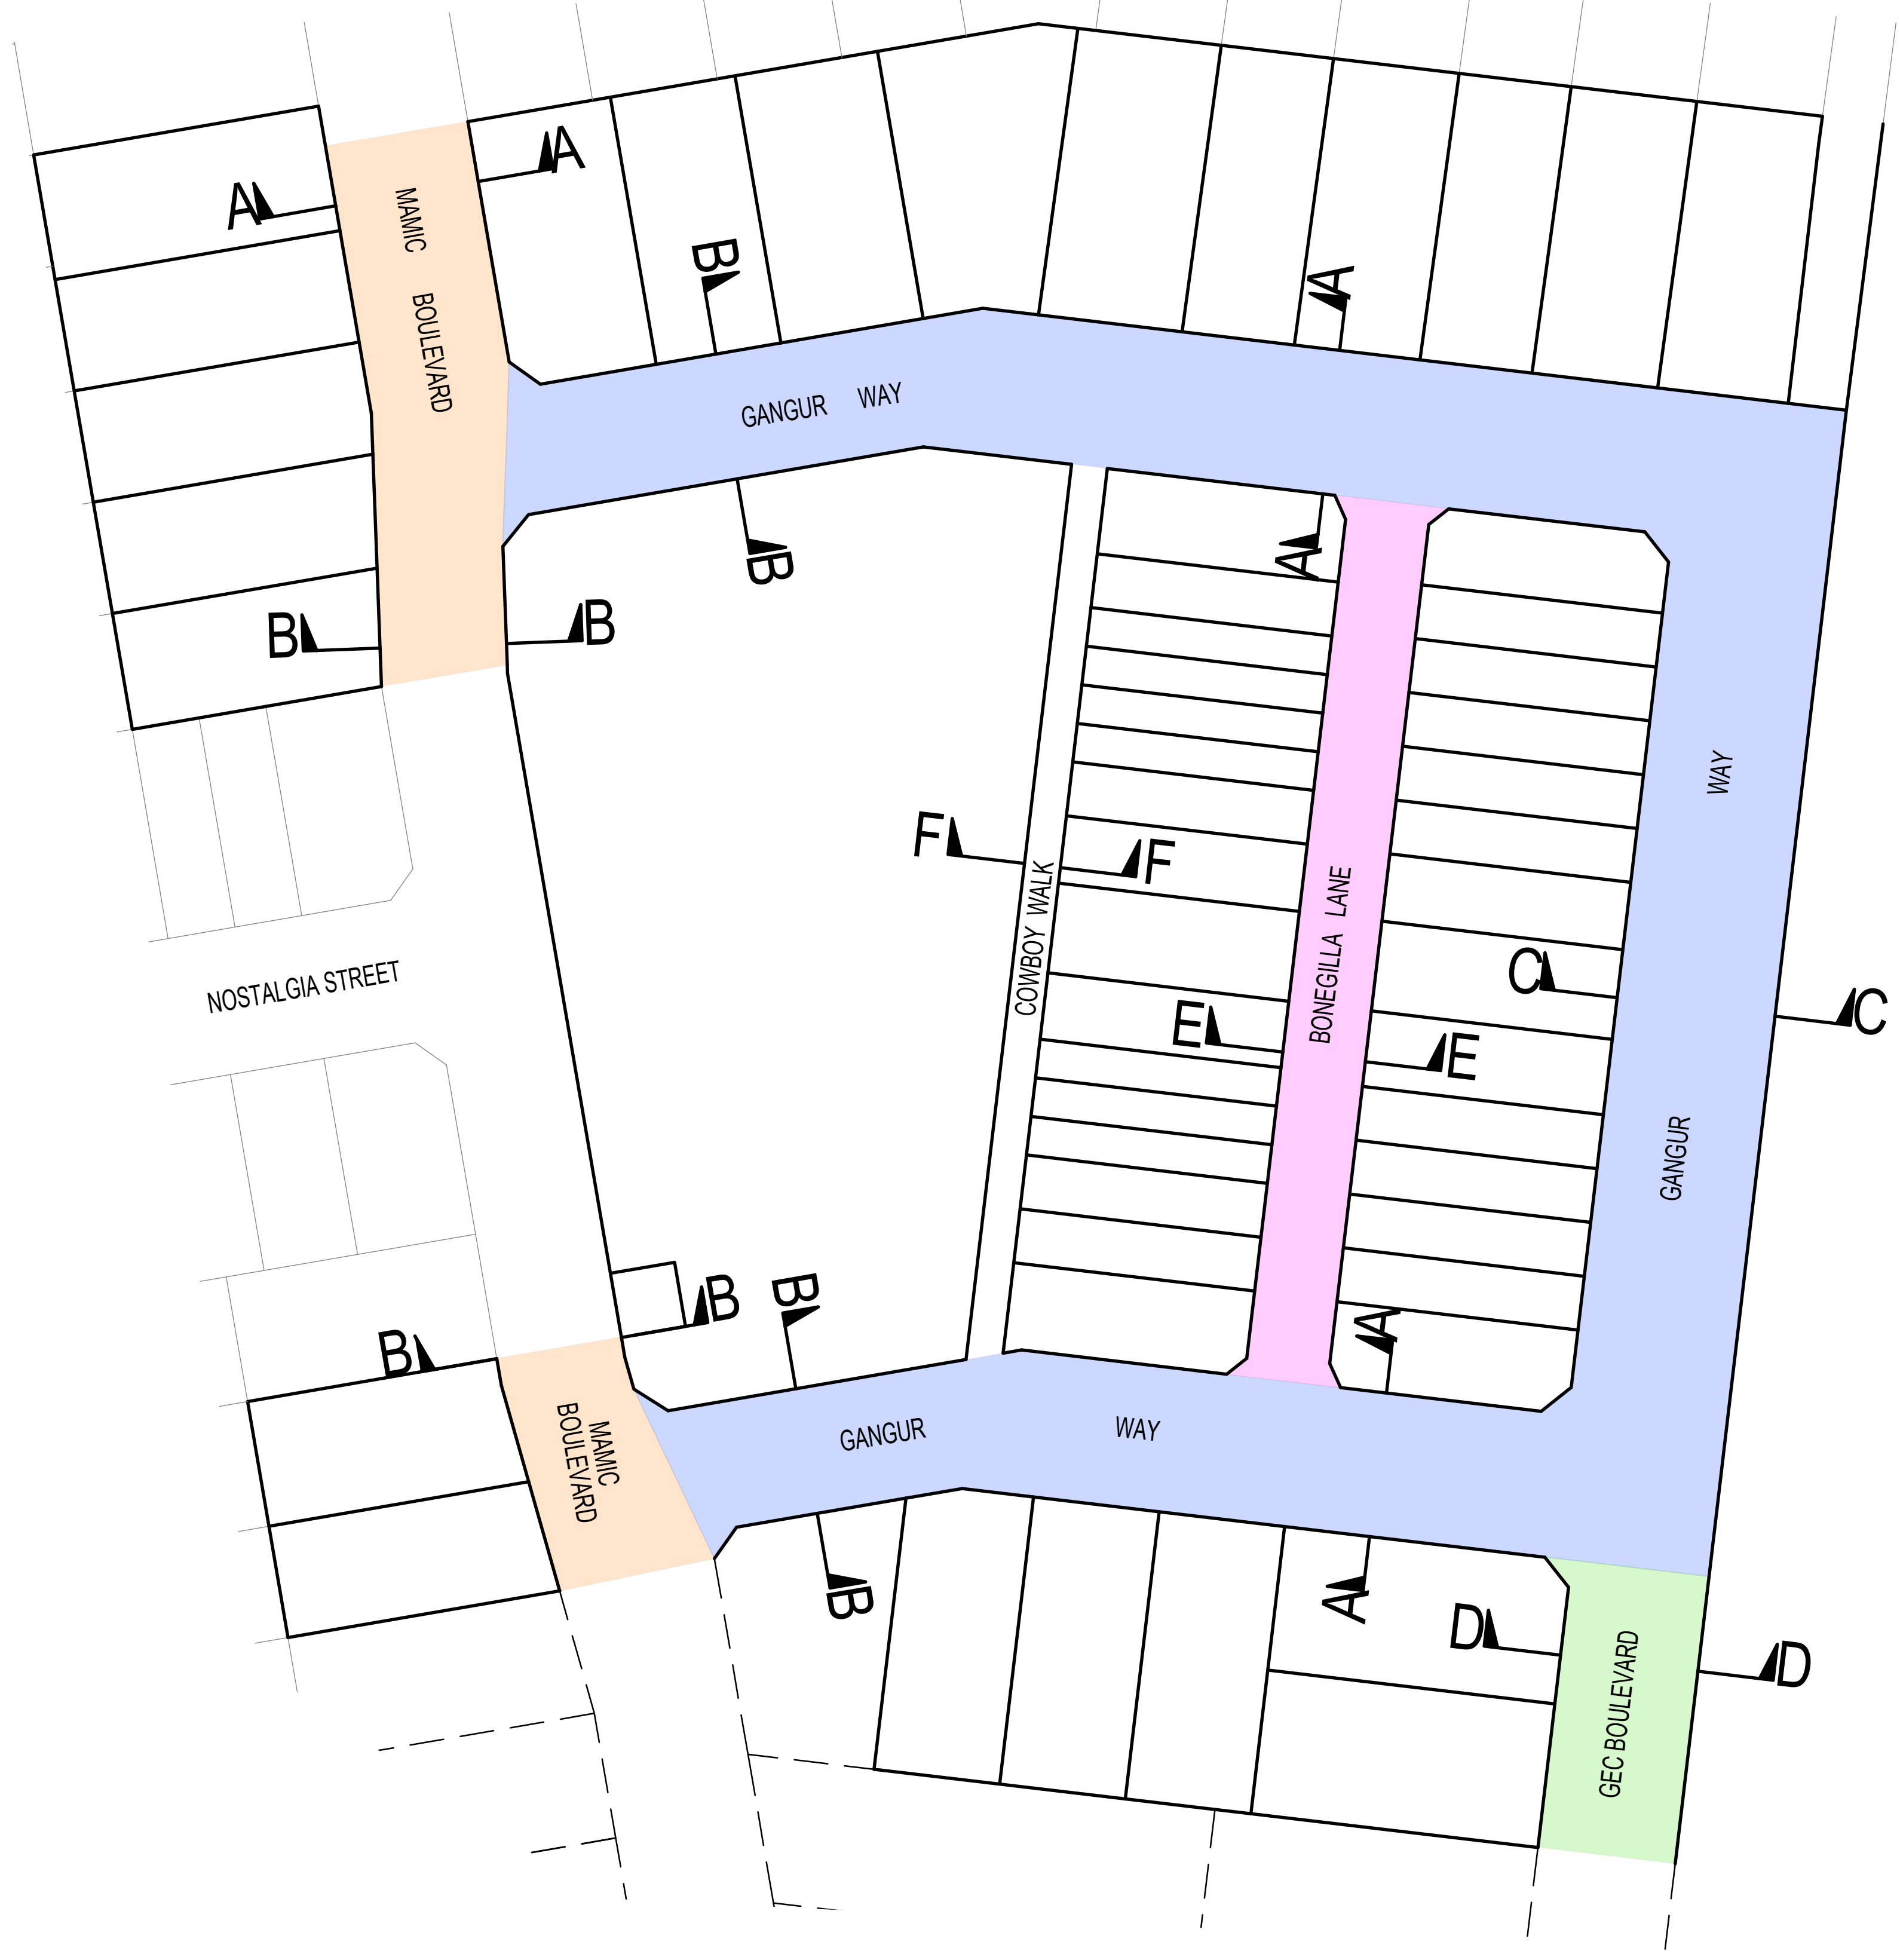 A
A
MAMIC BOULEVARD
B
A
GANGUR WAY
A
B
B
B
WAY
F
F
COWBOY WALK
BONEGILLA LANE
C
C
NOSTALGIA STREET
E
E
GANGUR
B
B
B
A
MAMIC
BOULEVARD
GANGUR WAY
B
A
D
D
GEC BOULEVARD